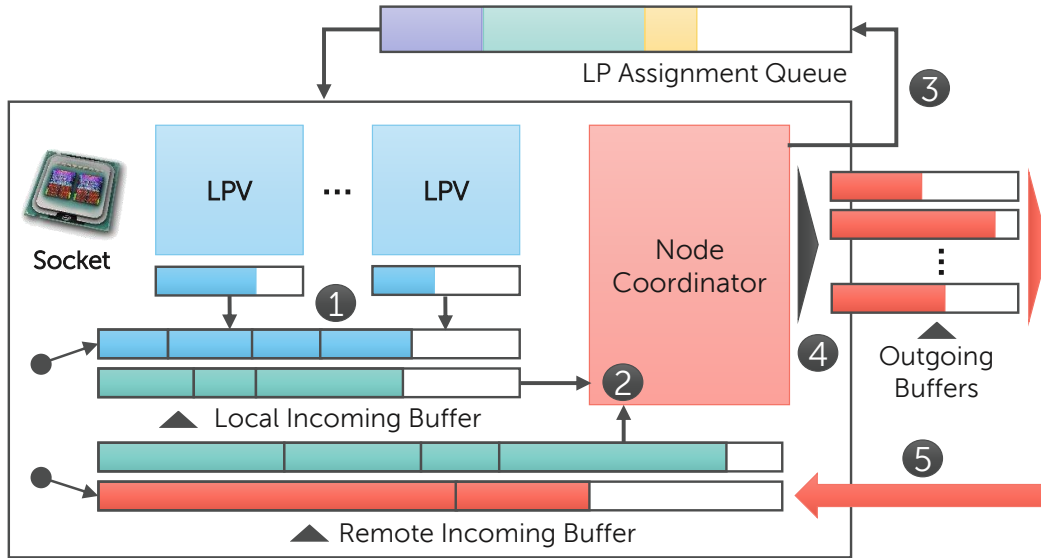 LP Assignment Queue
3
LPV
...
LPV
Socket
Node
Coordinator
1
4
Outgoing
Buffers
2
Local Incoming Buffer
5
Remote Incoming Buffer